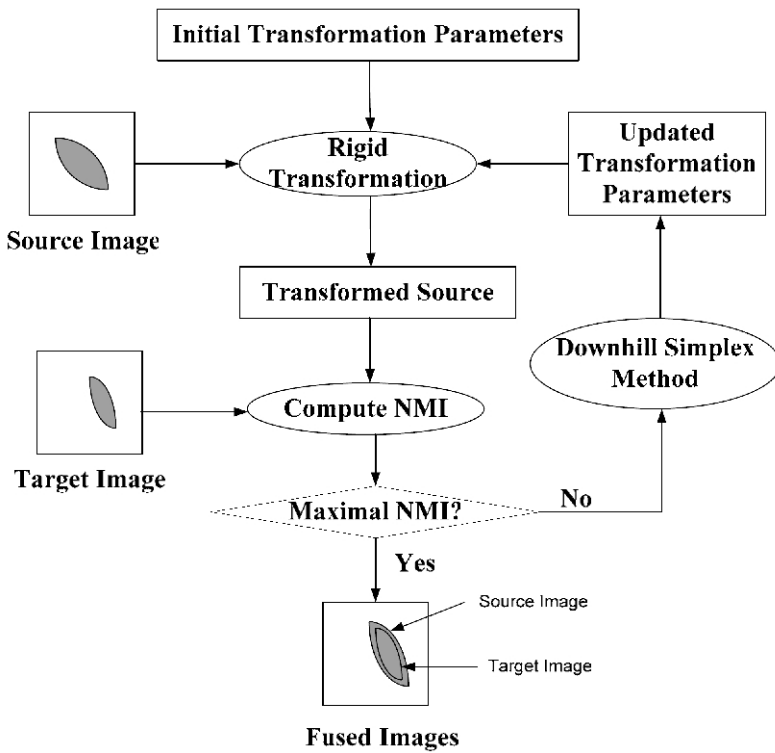 Initial Transformation Parameters
Rigid
Transformation
Updated
Transformation
Parameters
Source Image
Transformed Source
Downhill Simplex
Method
Compute NMI
Target Image
Maximal NMI?
No
Yes
Source Image
Target Image
Fused Images